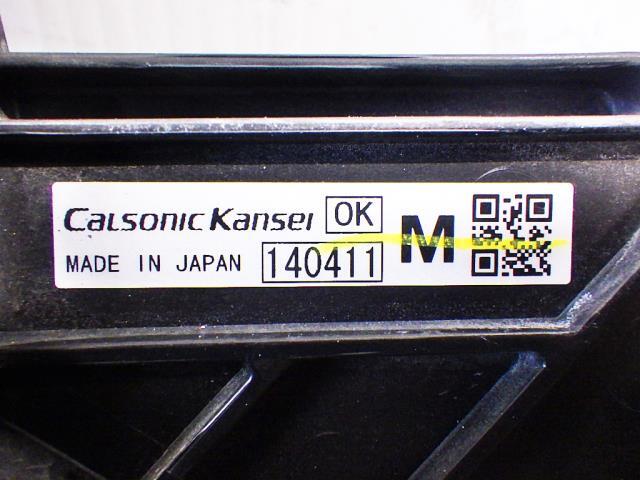 Calsonic Kansei OK M
MADE IN JAPAN 140411